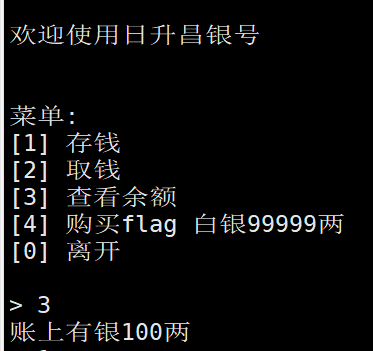 欢迎使用日升昌银号
菜单:
[1] 存钱
[2] 取钱
[3] 查看余额
[4] 购买flag 白银99999两
[0] 离开
> 3
账上有银100两